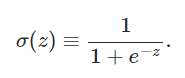 σ(z) ≡ 1 / (1 + e^{-z}).